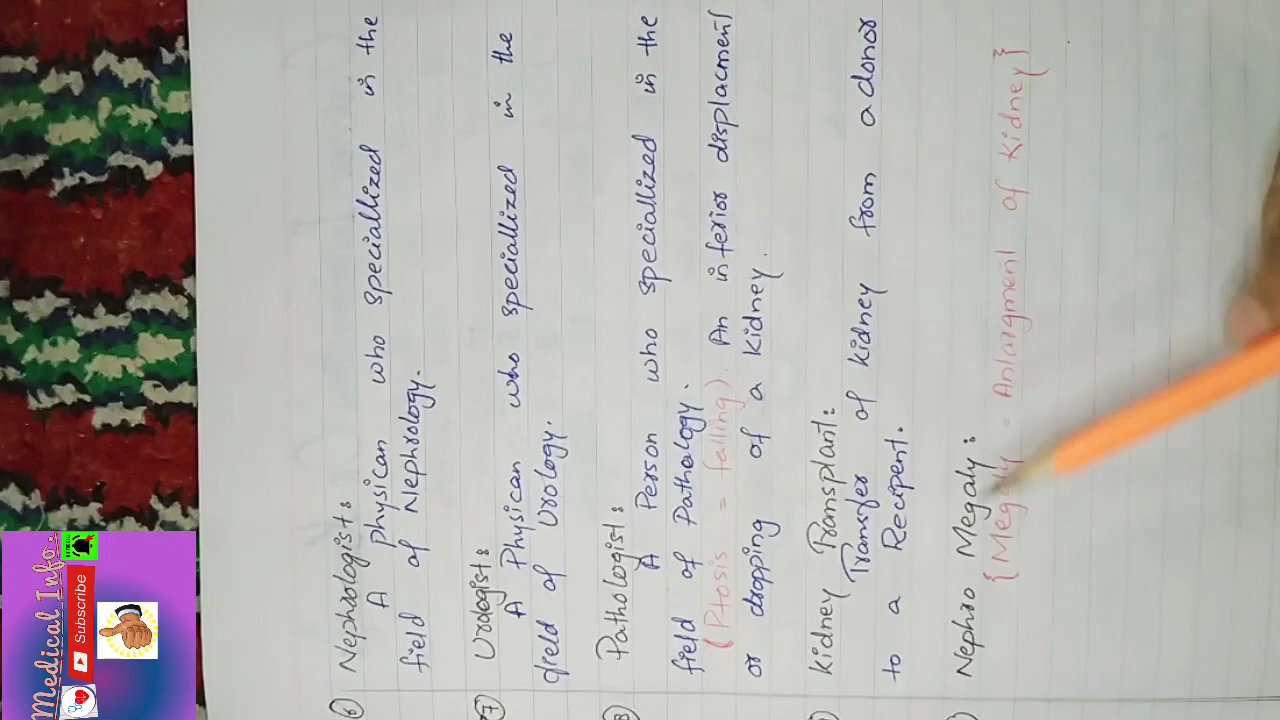 6 Nephrologist:
A physican who speciallized in the
field of Nephrology.
7 Urologist:
A Physican who speciallized in the
field of Urology.
8 Pathologist:
A Person who speciallized in the
field of Pathology.
(Ptosis = falling). An inferior displacment
or dropping of a kidney.
Kidney Transplant:
Transfer of kidney from a donor
to a Recipent.
Nephro Megaly:
{Megaly = Anlargment of Kidney}
Medical Info:
Subscribe